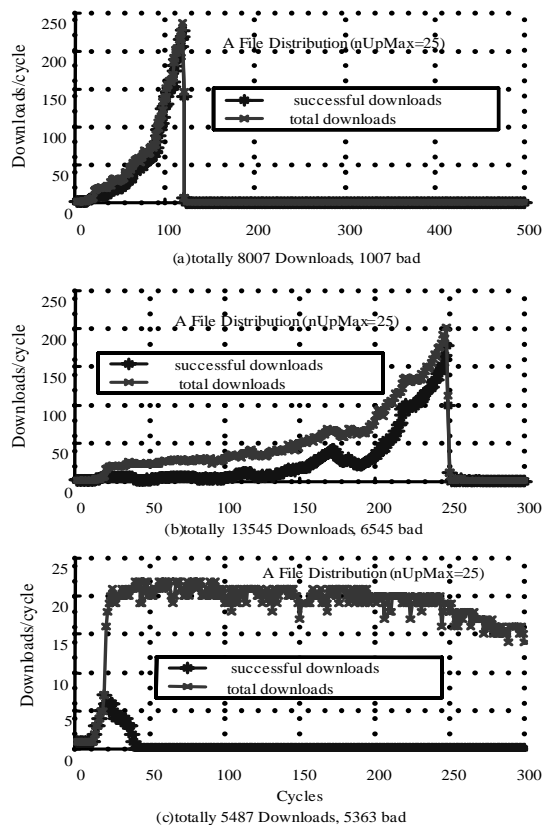 250
200
150
100
50
0
Downloads/cycle
A File Distribution (nUpMax=25)
successful downloads
total downloads
0 100 200 300 400 500
(a)totally 8007 Downloads, 1007 bad
250
200
150
100
50
0
Downloads/cycle
A File Distribution (nUpMax=25)
successful downloads
total downloads
0 50 100 150 200 250 300
(b)totally 13545 Downloads, 6545 bad
25
20
15
10
5
0
Downloads/cycle
A File Distribution (nUpMax=25)
successful downloads
total downloads
0 50 100 150 200 250 300
Cycles
(c)totally 5487 Downloads, 5363 bad